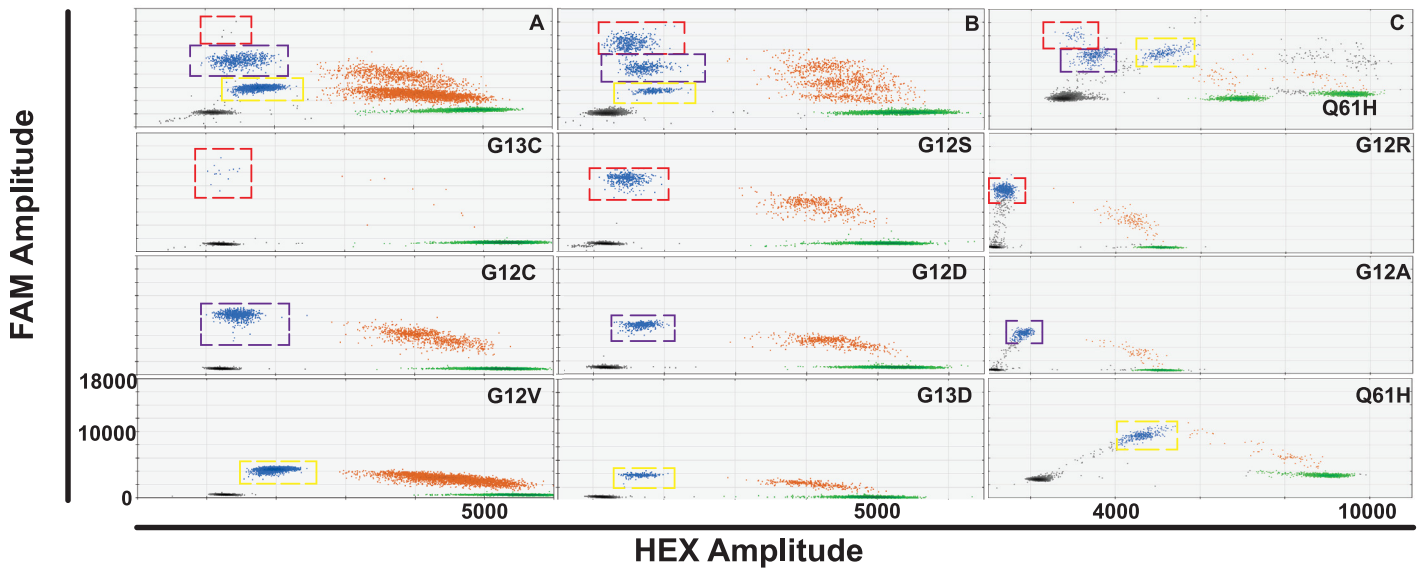 A
B
C
Q61H
G13C
G12S
G12R
G12C
G12D
G12A
G12V
G13D
Q61H
FAM Amplitude
18000
10000
0
5000
5000
4000
10000
HEX Amplitude